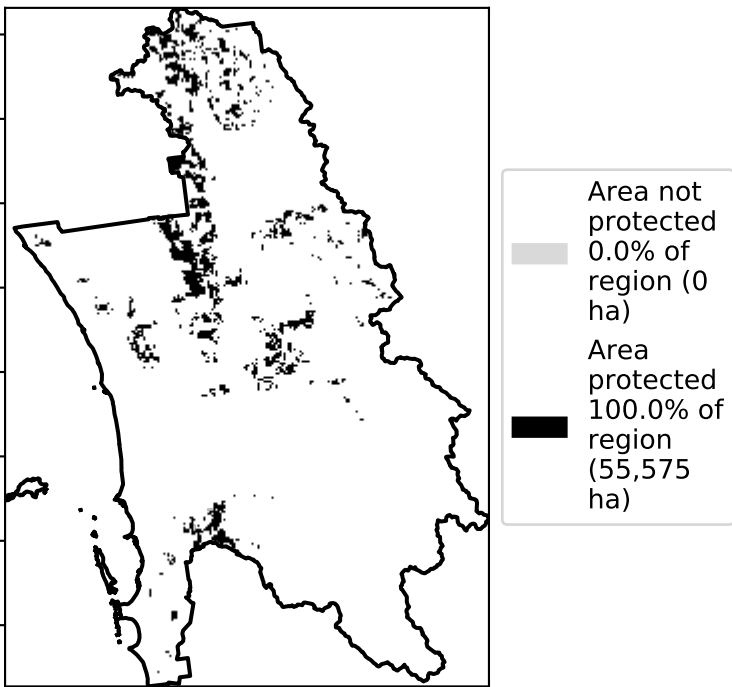 Area not
protected
0.0% of
region (0
ha)
Area
protected
100.0% of
region
(55,575
ha)